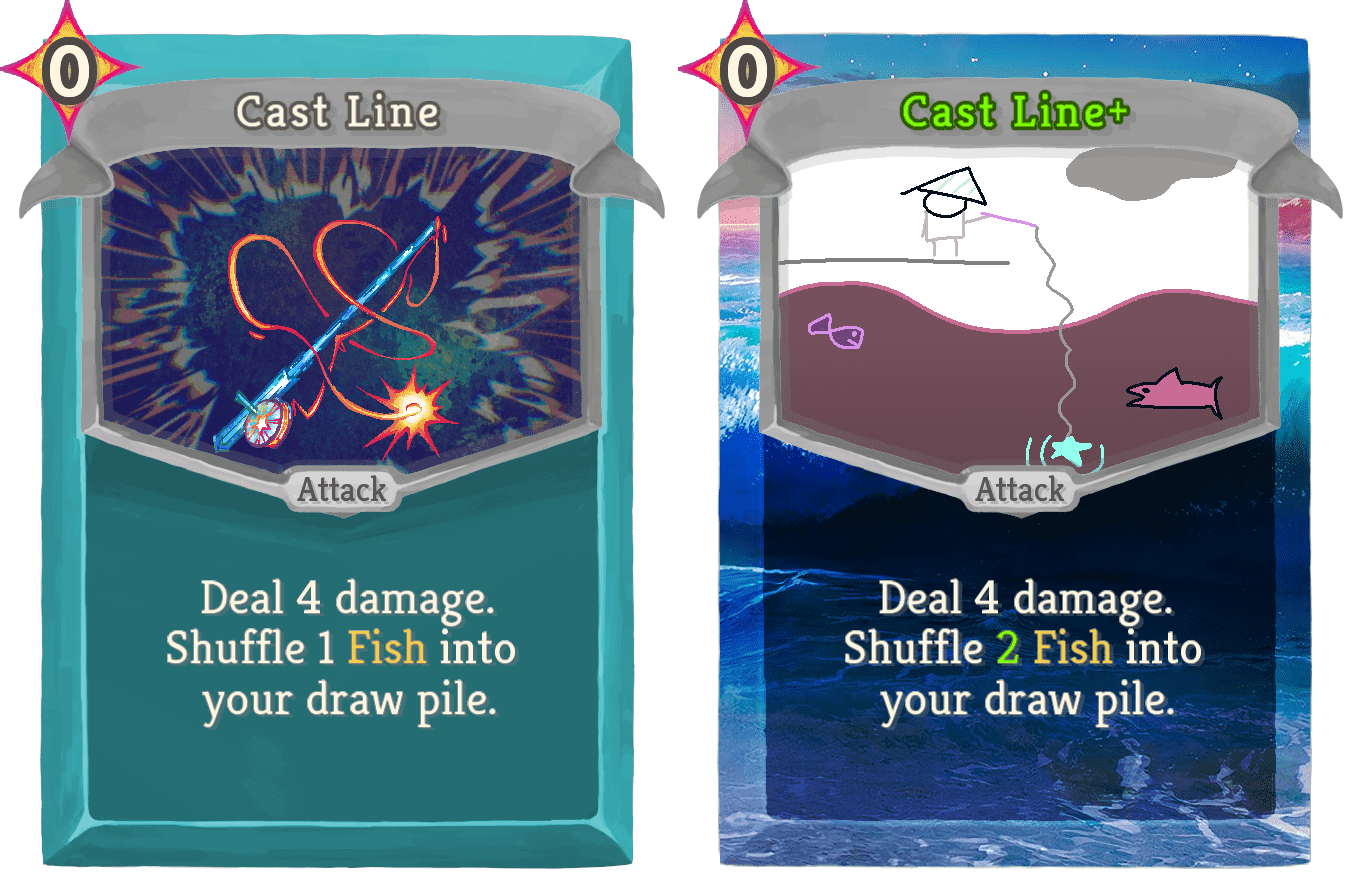 0
Cast Line
Attack
Deal 4 damage.
Shuffle 1 Fish into
your draw pile.
0
Cast Line+
Attack
Deal 4 damage.
Shuffle 2 Fish into
your draw pile.